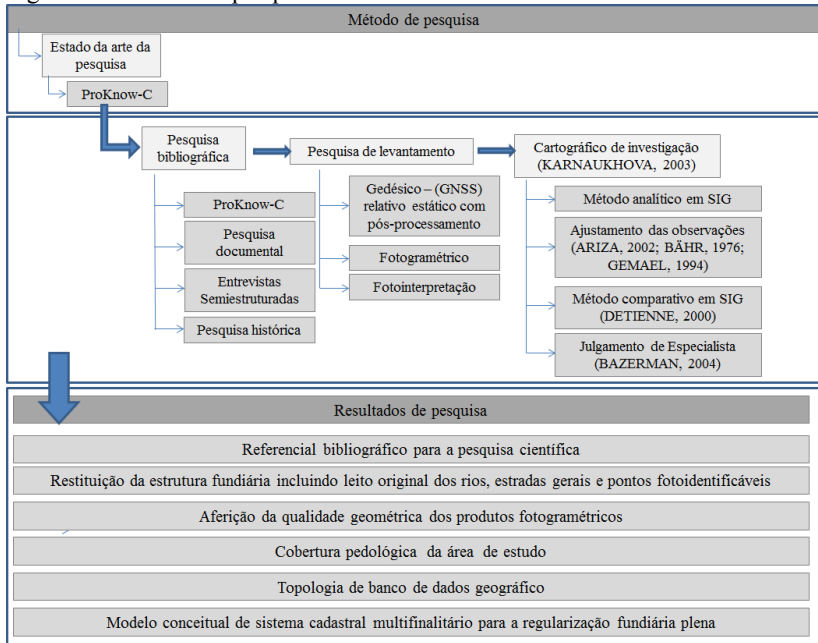 Método de pesquisa
Estado da arte da
pesquisa
ProKnow-C
Pesquisa
bibliográfica
Pesquisa de levantamento
Cartográfico de investigação
(KARNAUKHOVA, 2003)
ProKnow-C
Pesquisa
documental
Entrevistas
Semiestruturadas
Pesquisa histórica
Gedésico – (GNSS)
relativo estático com
pós-processamento
Fotogramétrico
Fotointerpretação
Método analítico em SIG
Ajustamento das observações
(ARIZA, 2002; BÄHR, 1976;
GEMAEL, 1994)
Método comparativo em SIG
(DETIENNE, 2000)
Julgamento de Especialista
(BAZERMAN, 2004)
Resultados de pesquisa
Referencial bibliográfico para a pesquisa científica
Restituição da estrutura fundiária incluindo leito original dos rios, estradas gerais e pontos fotoidentificáveis
Aferição da qualidade geométrica dos produtos fotogramétricos
Cobertura pedológica da área de estudo
Topologia de banco de dados geográfico
Modelo conceitual de sistema cadastral multifinalitário para a regularização fundiária plena